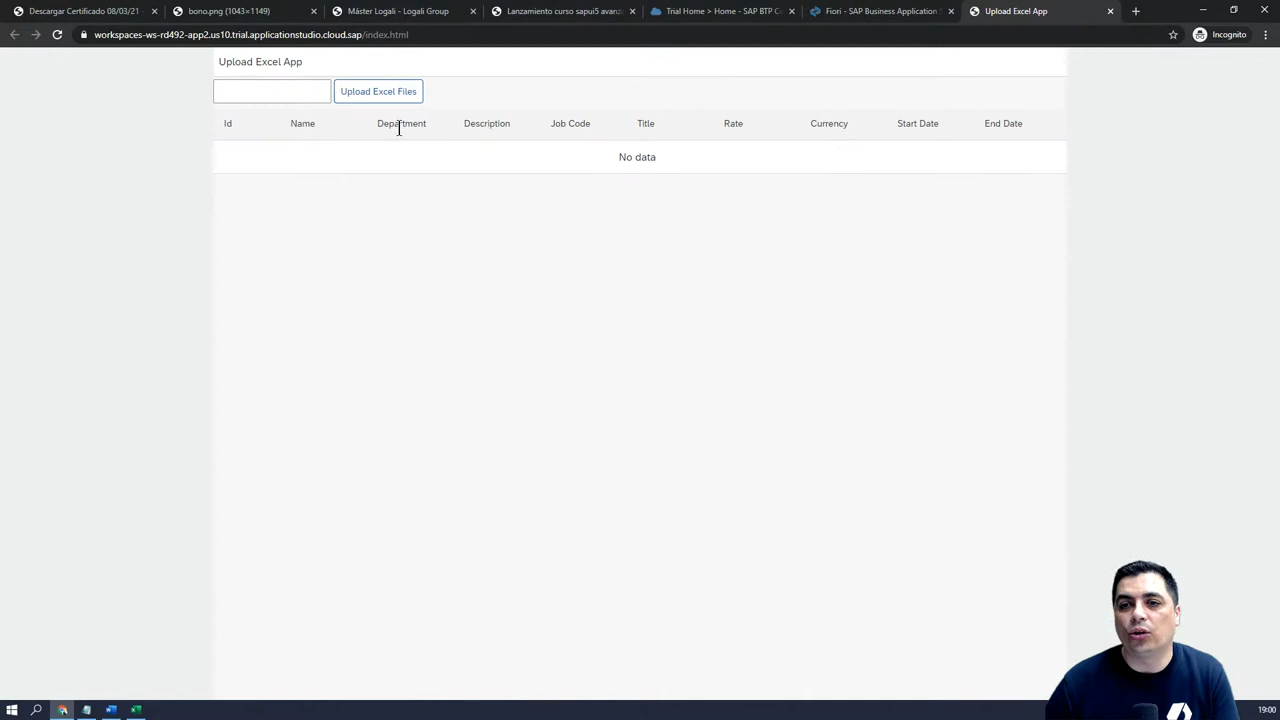 Descargar Certificado 08/03/21 -
bono.png (1043×1149)
Máster Logali - Logali Group
Lanzamiento curso sapui5 avanz
Trial Home > Home - SAP BTP C
Fiori - SAP Business Application S
Upload Excel App
workspaces-ws-rd492-app2.us10.trial.applicationstudio.cloud.sap/index.html
Incognito
Upload Excel App
Upload Excel Files
Id Name Department Description Job Code Title Rate Currency Start Date End Date
No data
19:00